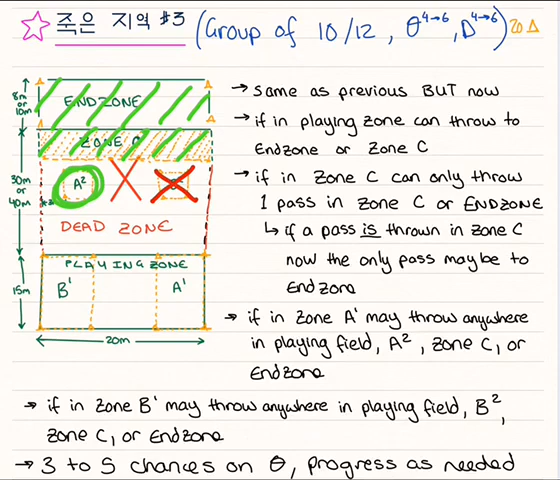 죽은 지역 #3 (Group of 10/12, Θ⁴→⁶, D⁴→⁶) 20 Δ
8m or 10m
ENDZONE
ZONE C
30m or 40m
A²
DEAD ZONE
PLAYING ZONE
15m
B'
A'
20m
→ same as previous BUT now
→ if in playing zone can throw to
Endzone or Zone C
→ if in Zone C can only throw
1 pass in zone C or ENDZONE
↳ if a pass is thrown in zone C
now the only pass may be to
End zone
→ if in zone A' may throw anywhere
in playing field, A², zone C, or
Endzone
→ if in zone B' may throw anywhere in playing field, B²,
zone C, or Endzone
→ 3 to 5 chances on Θ, progress as needed